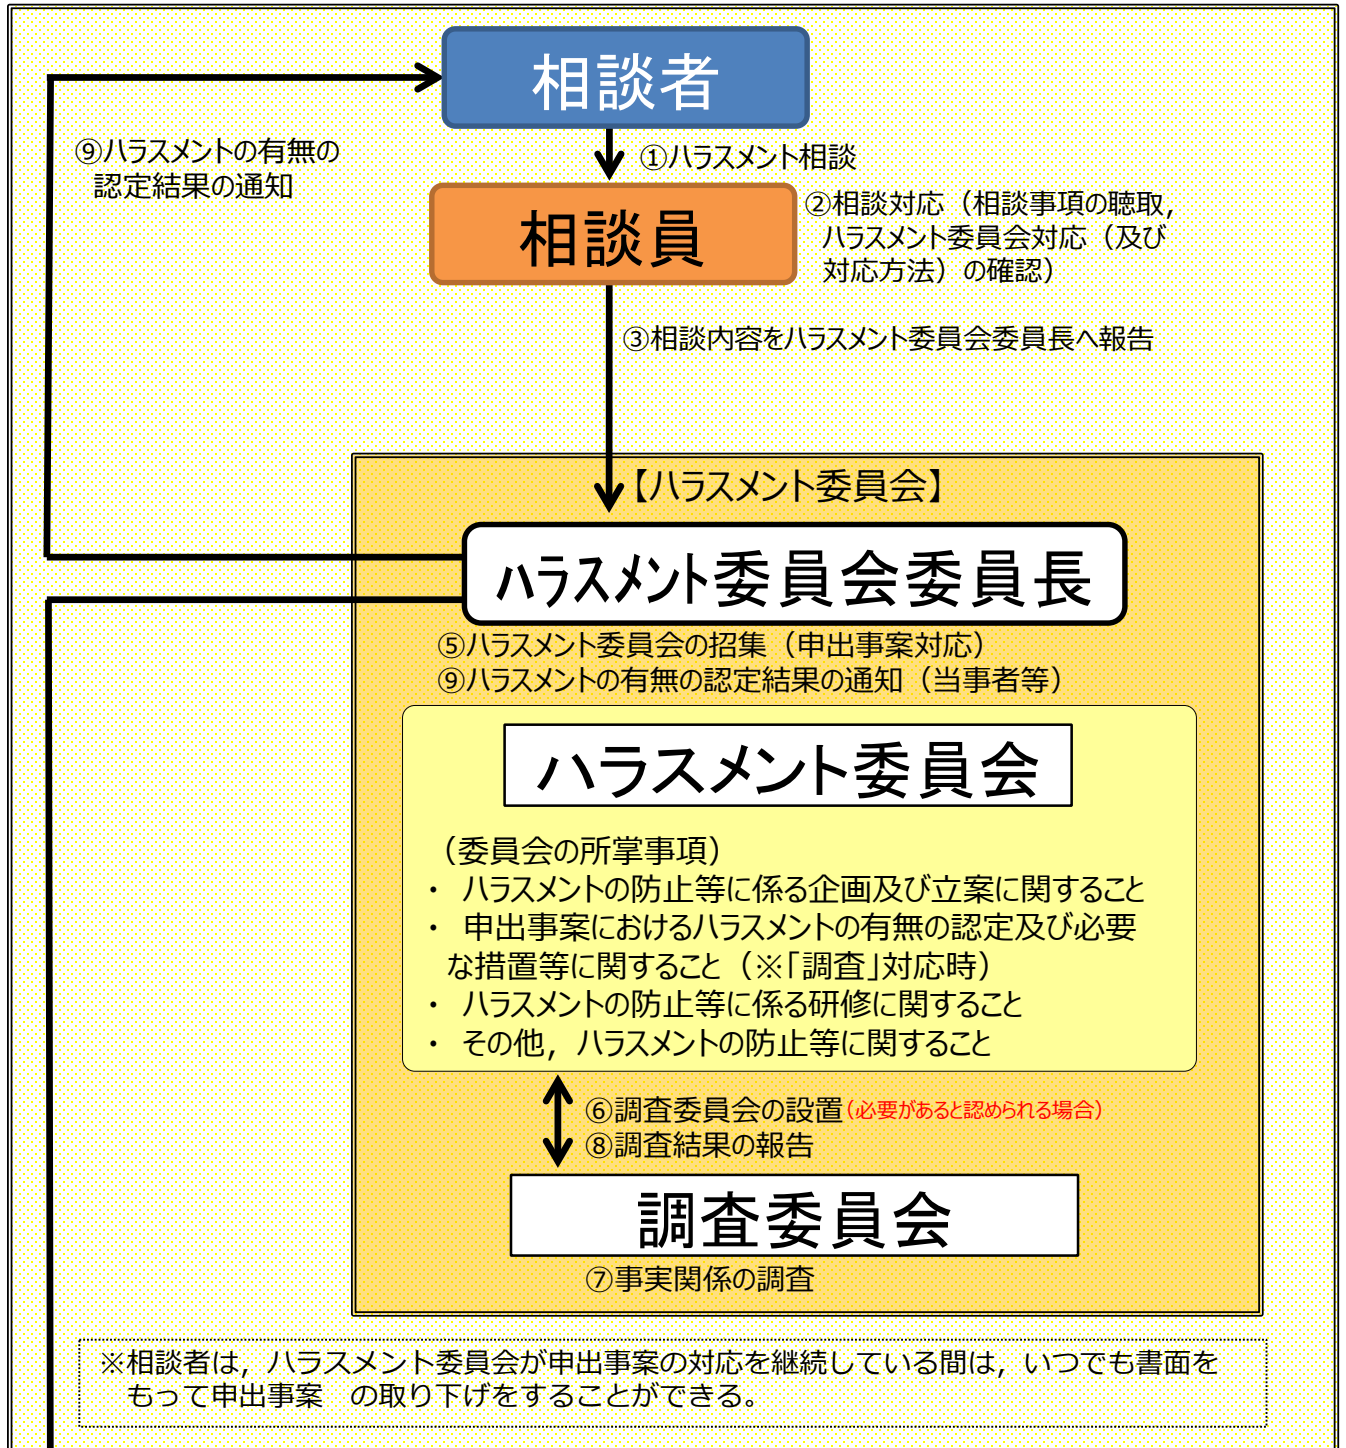 相談者
⑨ハラスメントの有無の
認定結果の通知
①ハラスメント相談
相談員
②相談対応（相談事項の聴取，
ハラスメント委員会対応（及び
対応方法）の確認）
③相談内容をハラスメント委員会委員長へ報告
【ハラスメント委員会】
ハラスメント委員会委員長
⑤ハラスメント委員会の招集（申出事案対応）
⑨ハラスメントの有無の認定結果の通知（当事者等）
ハラスメント委員会
（委員会の所掌事項）
・ ハラスメントの防止等に係る企画及び立案に関すること
・ 申出事案におけるハラスメントの有無の認定及び必要
な措置等に関すること（※「調査」対応時）
・ ハラスメントの防止等に係る研修に関すること
・ その他，ハラスメントの防止等に関すること
⑥調査委員会の設置（必要があると認められる場合）
⑧調査結果の報告
調査委員会
⑦事実関係の調査
※相談者は，ハラスメント委員会が申出事案の対応を継続している間は，いつでも書面を
もって申出事案　の取り下げをすることができる。